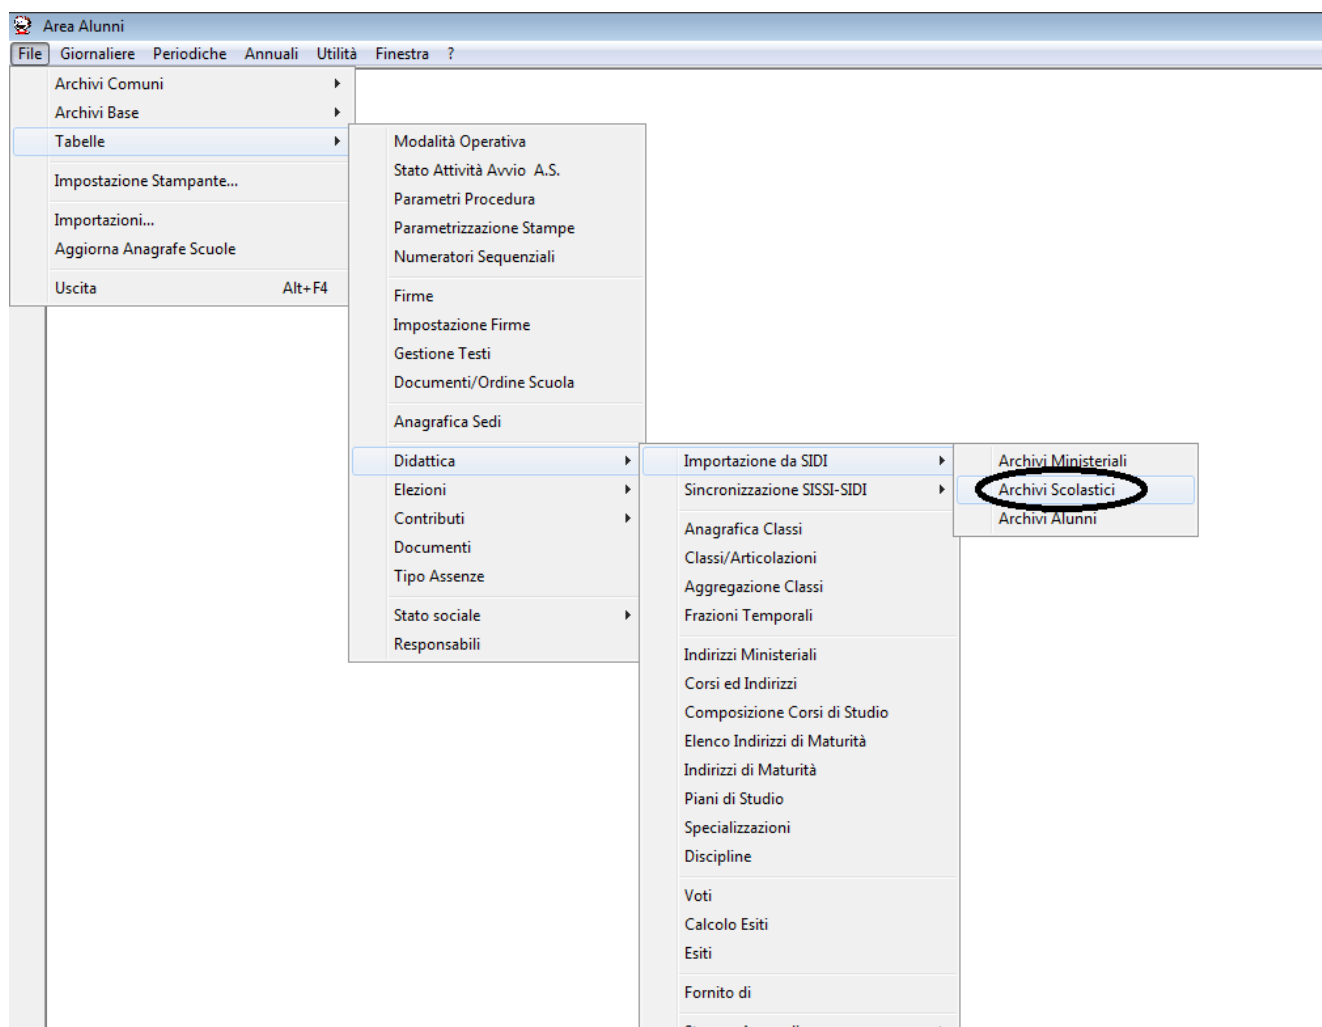 Area Alunni
File Giornaliere Periodiche Annuali Utilità Finestra ?
Archivi Comuni
Archivi Base
Tabelle
Impostazione Stampante...
Importazioni...
Aggiorna Anagrafe Scuole
Uscita Alt+F4
Modalità Operativa
Stato Attività Avvio A.S.
Parametri Procedura
Parametrizzazione Stampe
Numeratori Sequenziali
Firme
Impostazione Firme
Gestione Testi
Documenti/Ordine Scuola
Anagrafica Sedi
Didattica
Elezioni
Contributi
Documenti
Tipo Assenze
Stato sociale
Responsabili
Importazione da SIDI
Sincronizzazione SISSI-SIDI
Anagrafica Classi
Classi/Articolazioni
Aggregazione Classi
Frazioni Temporali
Indirizzi Ministeriali
Corsi ed Indirizzi
Composizione Corsi di Studio
Elenco Indirizzi di Maturità
Indirizzi di Maturità
Piani di Studio
Specializzazioni
Discipline
Voti
Calcolo Esiti
Esiti
Fornito di
Archivi Ministeriali
Archivi Scolastici
Archivi Alunni